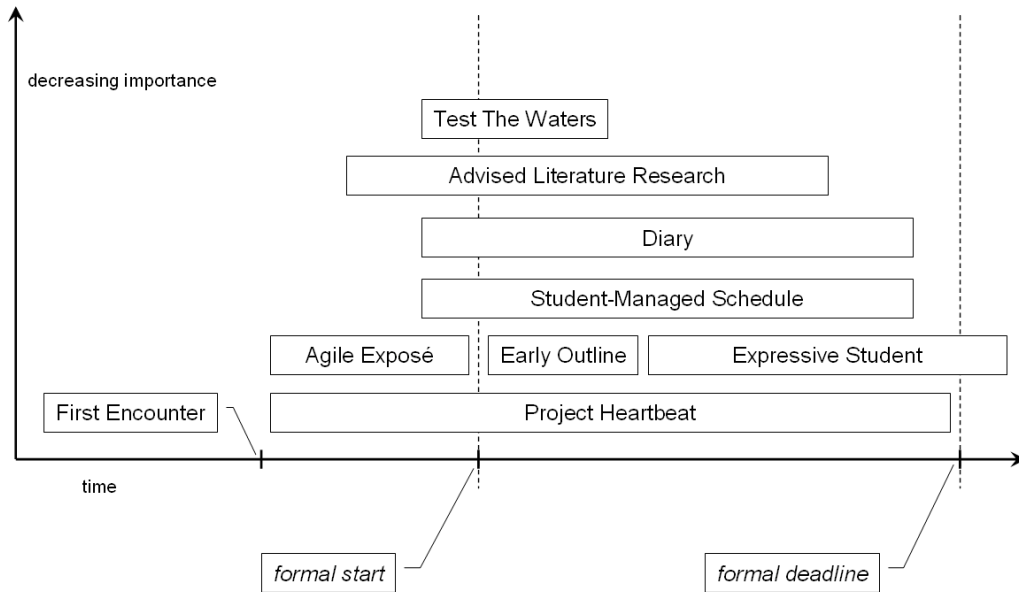 decreasing importance
Test The Waters
Advised Literature Research
Diary
Student-Managed Schedule
Agile Exposé
Early Outline
Expressive Student
First Encounter
Project Heartbeat
time
formal start
formal deadline